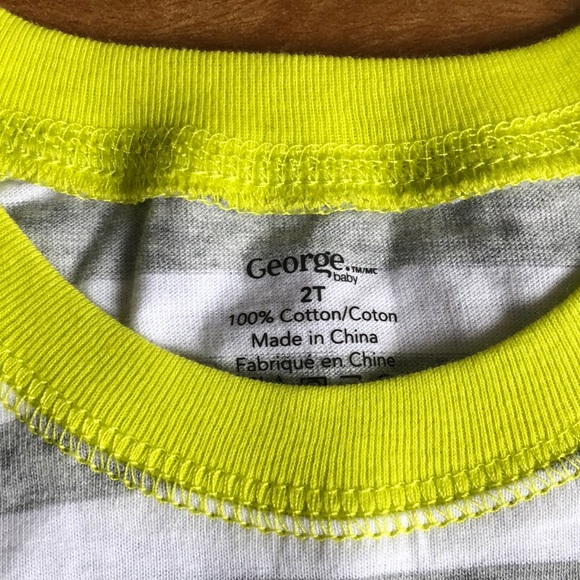 George.TM/MC
baby
2T
100% Cotton/Coton
Made in China
Fabriqué en Chine